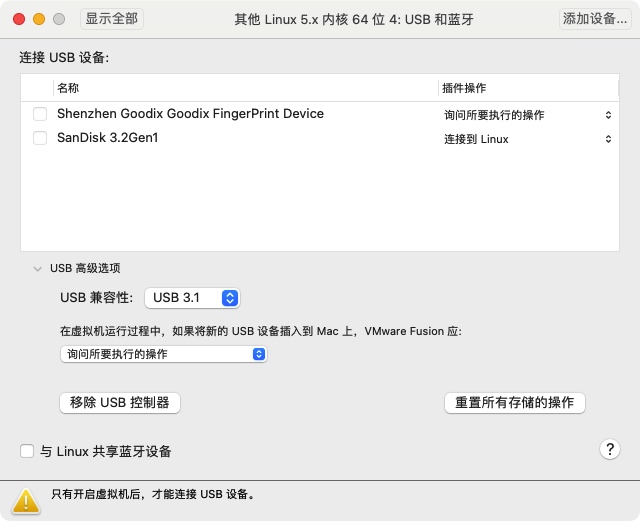 显示全部
其他 Linux 5.x 内核 64 位 4: USB 和蓝牙
添加设备...
连接 USB 设备:
名称
插件操作
Shenzhen Goodix Goodix FingerPrint Device
询问所要执行的操作
SanDisk 3.2Gen1
连接到 Linux
USB 高级选项
USB 兼容性:
USB 3.1
在虚拟机运行过程中，如果将新的 USB 设备插入到 Mac 上，VMware Fusion 应:
询问所要执行的操作
移除 USB 控制器
重置所有存储的操作
与 Linux 共享蓝牙设备
?
只有开启虚拟机后，才能连接 USB 设备。